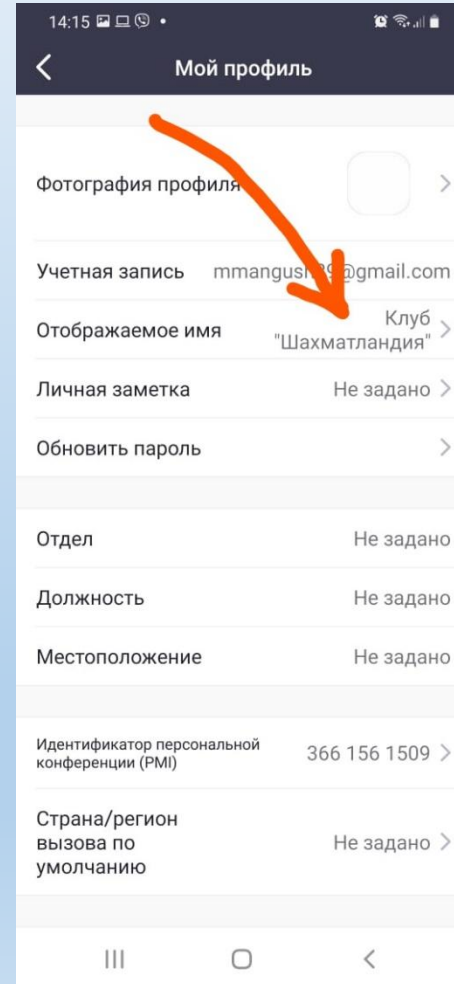 14:15
Мой профиль
Фотография профиля
Учетная запись
Отображаемое имя
Клуб
"Шахматландия"
Личная заметка
Не задано
Обновить пароль
Отдел
Не задано
Должность
Не задано
Местоположение
Не задано
Идентификатор персональной
конференции (PMI)
366 156 1509
Страна/регион
вызова по
умолчанию
Не задано